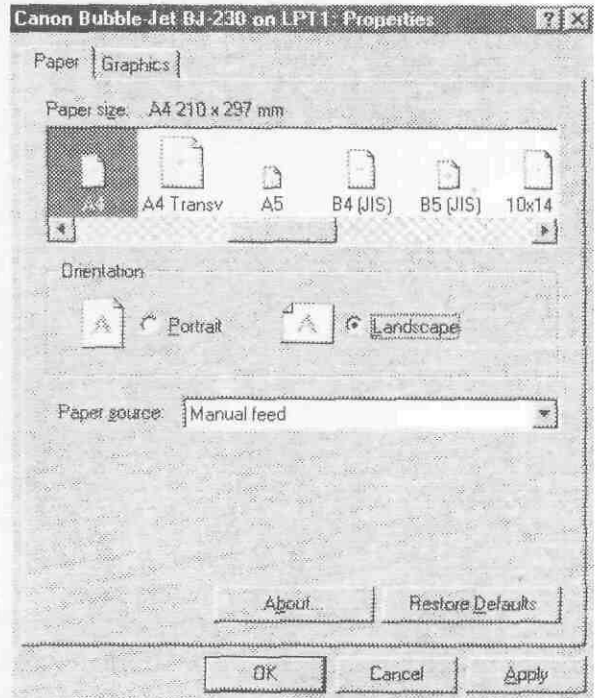 Canon Bubble-Jet BJ-230 on LPT1: Properties ? X
Paper Graphics
Paper size: A4 210 x 297 mm
A4 A4 Transv A5 B4 (JIS) B5 (JIS) 10x14
Orientation
A Portrait A Landscape
Paper source: Manual feed
About... Restore Defaults
OK Cancel Apply